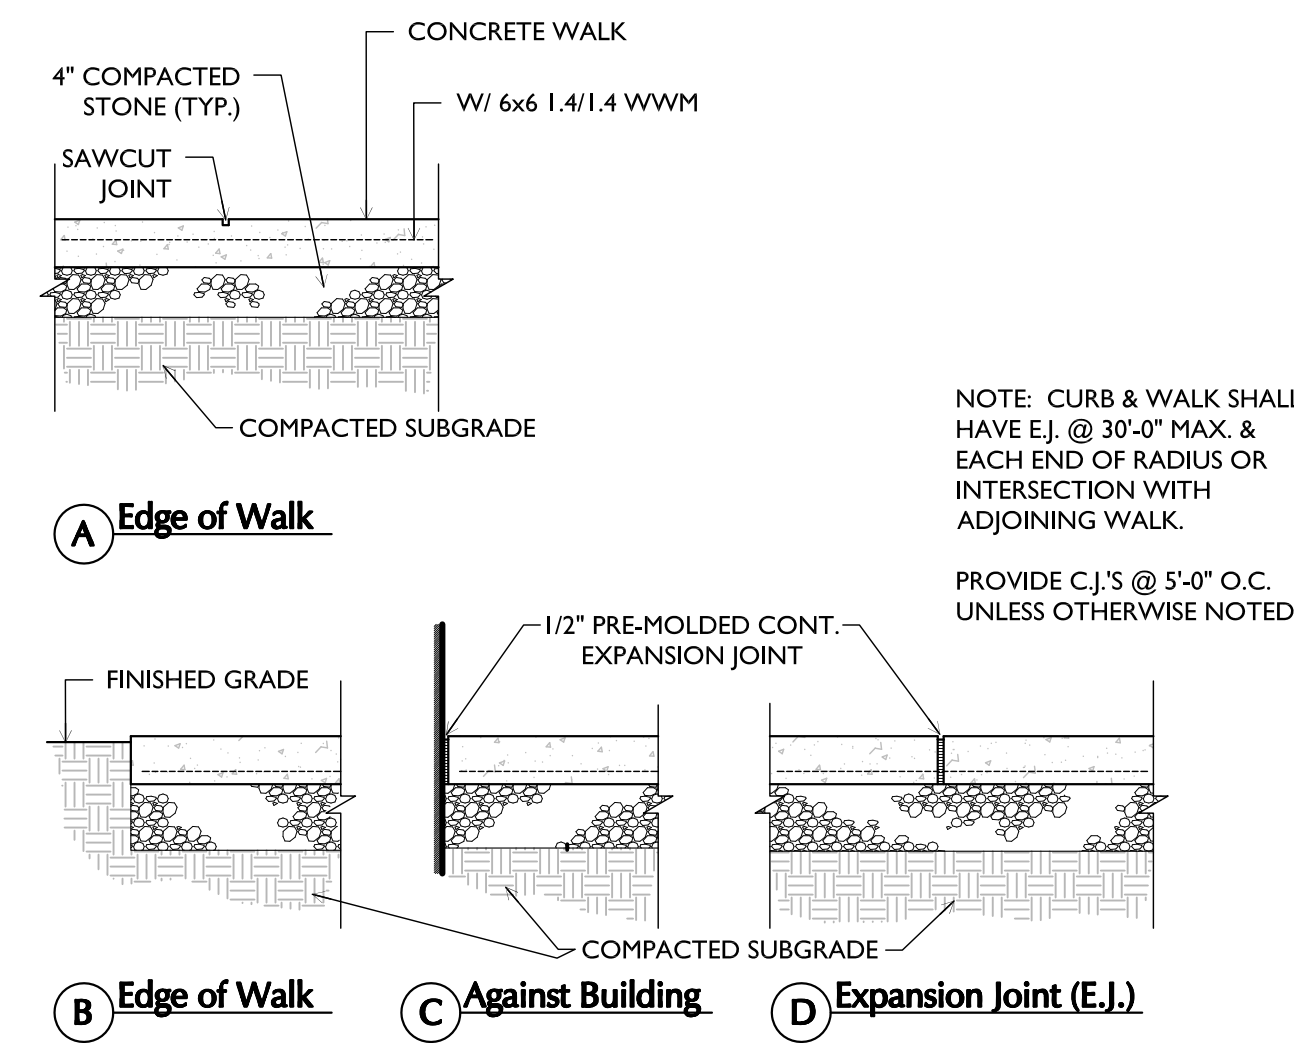 CONCRETE WALK
4" COMPACTED
STONE (TYP.)
W/ 6x6 1.4/1.4 WWM
SAWCUT
JOINT
COMPACTED SUBGRADE
A Edge of Walk
NOTE: CURB & WALK SHALL
HAVE E.J. @ 30'-0" MAX. &
EACH END OF RADIUS OR
INTERSECTION WITH
ADJOINING WALK.
PROVIDE C.J.'S @ 5'-0" O.C.
UNLESS OTHERWISE NOTED
1/2" PRE-MOLDED CONT.
EXPANSION JOINT
FINISHED GRADE
COMPACTED SUBGRADE
B Edge of Walk
C Against Building
D Expansion Joint (E.J.)